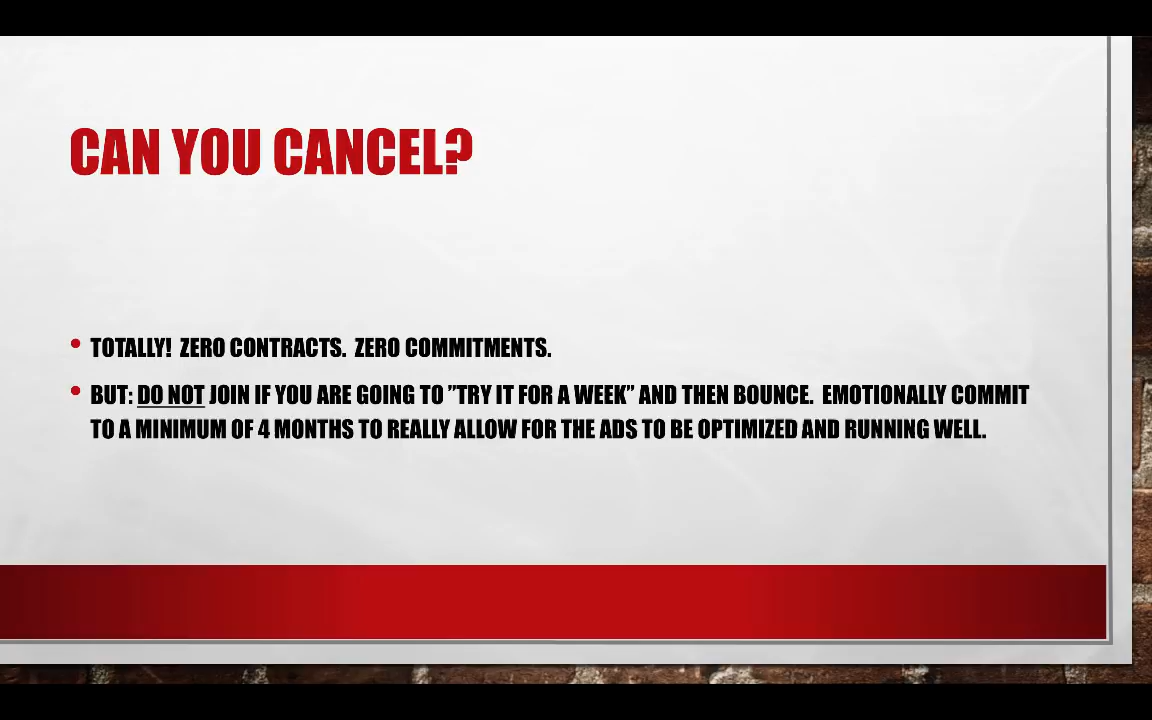 CAN YOU CANCEL?
• TOTALLY! ZERO CONTRACTS. ZERO COMMITMENTS.
• BUT: DO NOT JOIN IF YOU ARE GOING TO ”TRY IT FOR A WEEK” AND THEN BOUNCE. EMOTIONALLY COMMIT
TO A MINIMUM OF 4 MONTHS TO REALLY ALLOW FOR THE ADS TO BE OPTIMIZED AND RUNNING WELL.